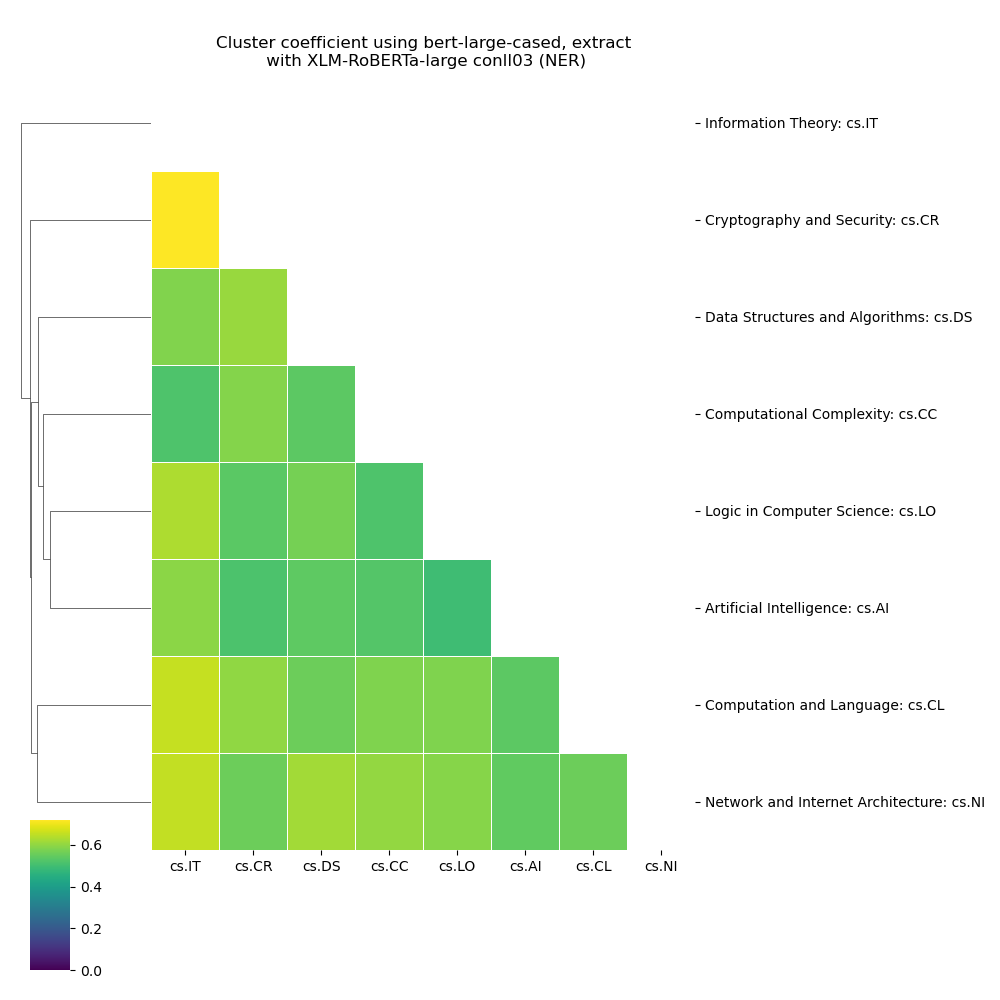 Cluster coefficient using bert-large-cased, extract
with XLM-RoBERTa-large conll03 (NER)
Information Theory: cs.IT
Cryptography and Security: cs.CR
Data Structures and Algorithms: cs.DS
Computational Complexity: cs.CC
Logic in Computer Science: cs.LO
Artificial Intelligence: cs.AI
Computation and Language: cs.CL
Network and Internet Architecture: cs.NI
cs.IT cs.CR cs.DS cs.CC cs.LO cs.AI cs.CL cs.NI
0.6
0.4
0.2
0.0